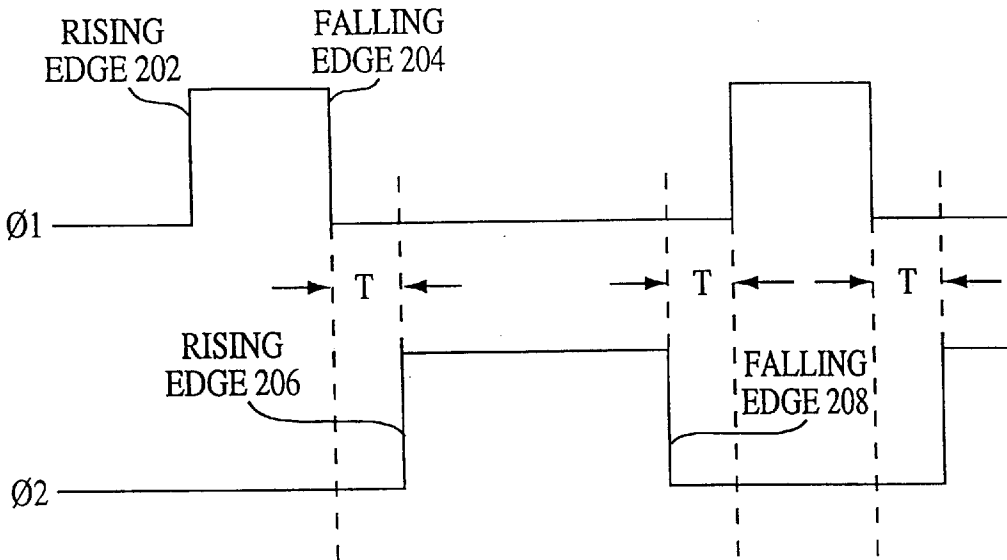 RISING
EDGE 202
FALLING
EDGE 204
Ø1
T
T
T
RISING
EDGE 206
FALLING
EDGE 208
Ø2